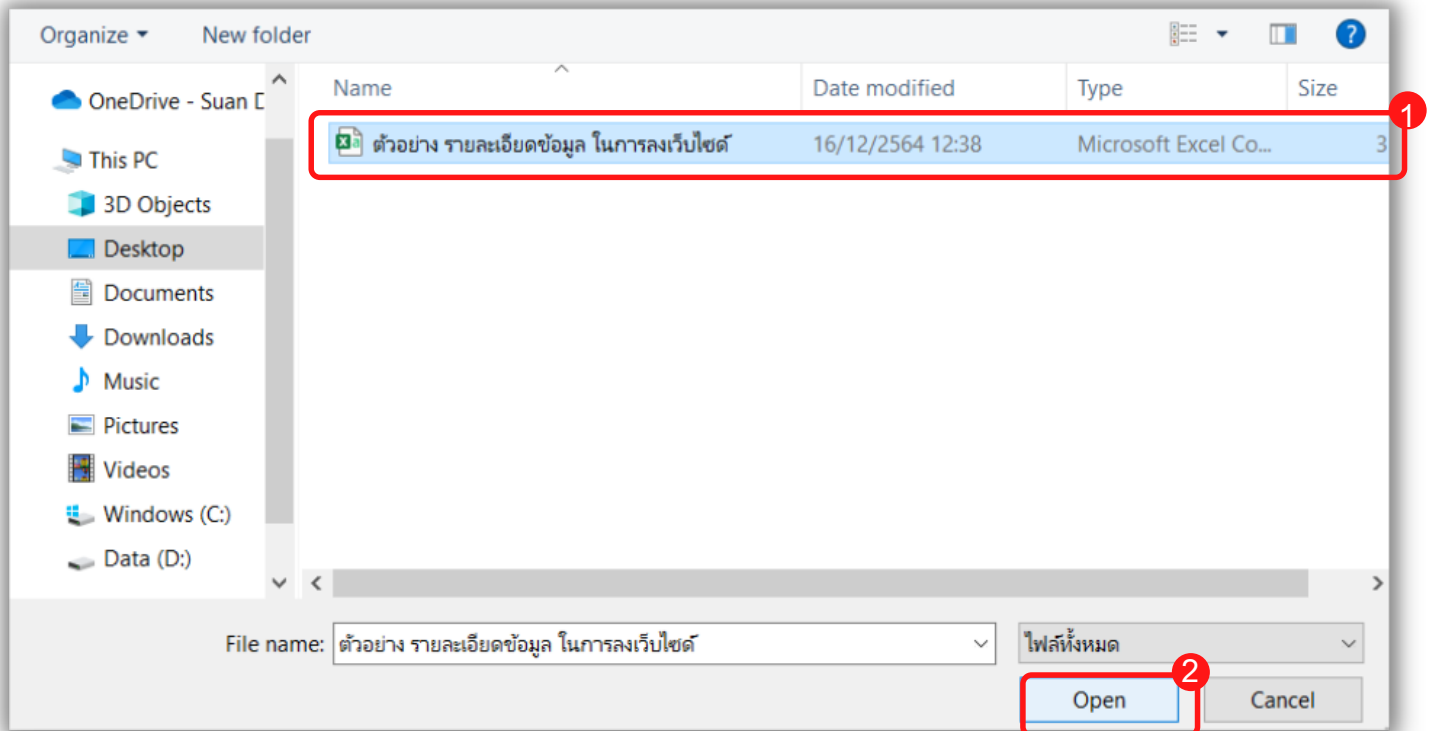 Organize New folder
Name Date modified Type Size
1
OneDrive - Suan D
ตัวอย่าง รายละเอียดข้อมูล ในการลงเว็บไซด์ 16/12/2564 12:38 Microsoft Excel Co... 3
This PC
3D Objects
Desktop
Documents
Downloads
Music
Pictures
Videos
Windows (C:)
Data (D:)
File name: ตัวอย่าง รายละเอียดข้อมูล ในการลงเว็บไซด์ ไฟล์ทั้งหมด
2
Open Cancel